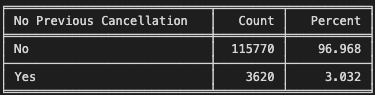 No Previous Cancellation Count Percent
No 115770 96.968
Yes 3620 3.032